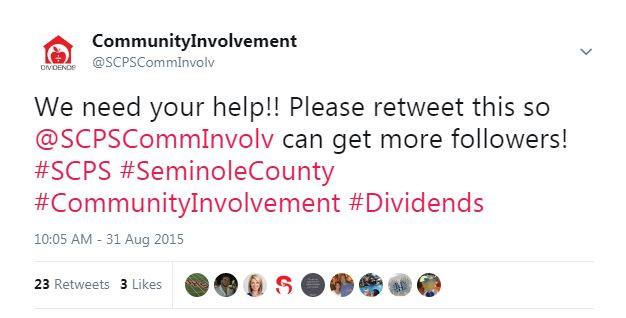 CommunityInvolvement
@SCPSCommInvolv
DIVIDENDS
We need your help!! Please retweet this so
@SCPSCommInvolv can get more followers!
#SCPS #SeminoleCounty
#CommunityInvolvement #Dividends
10:05 AM - 31 Aug 2015
23 Retweets 3 Likes